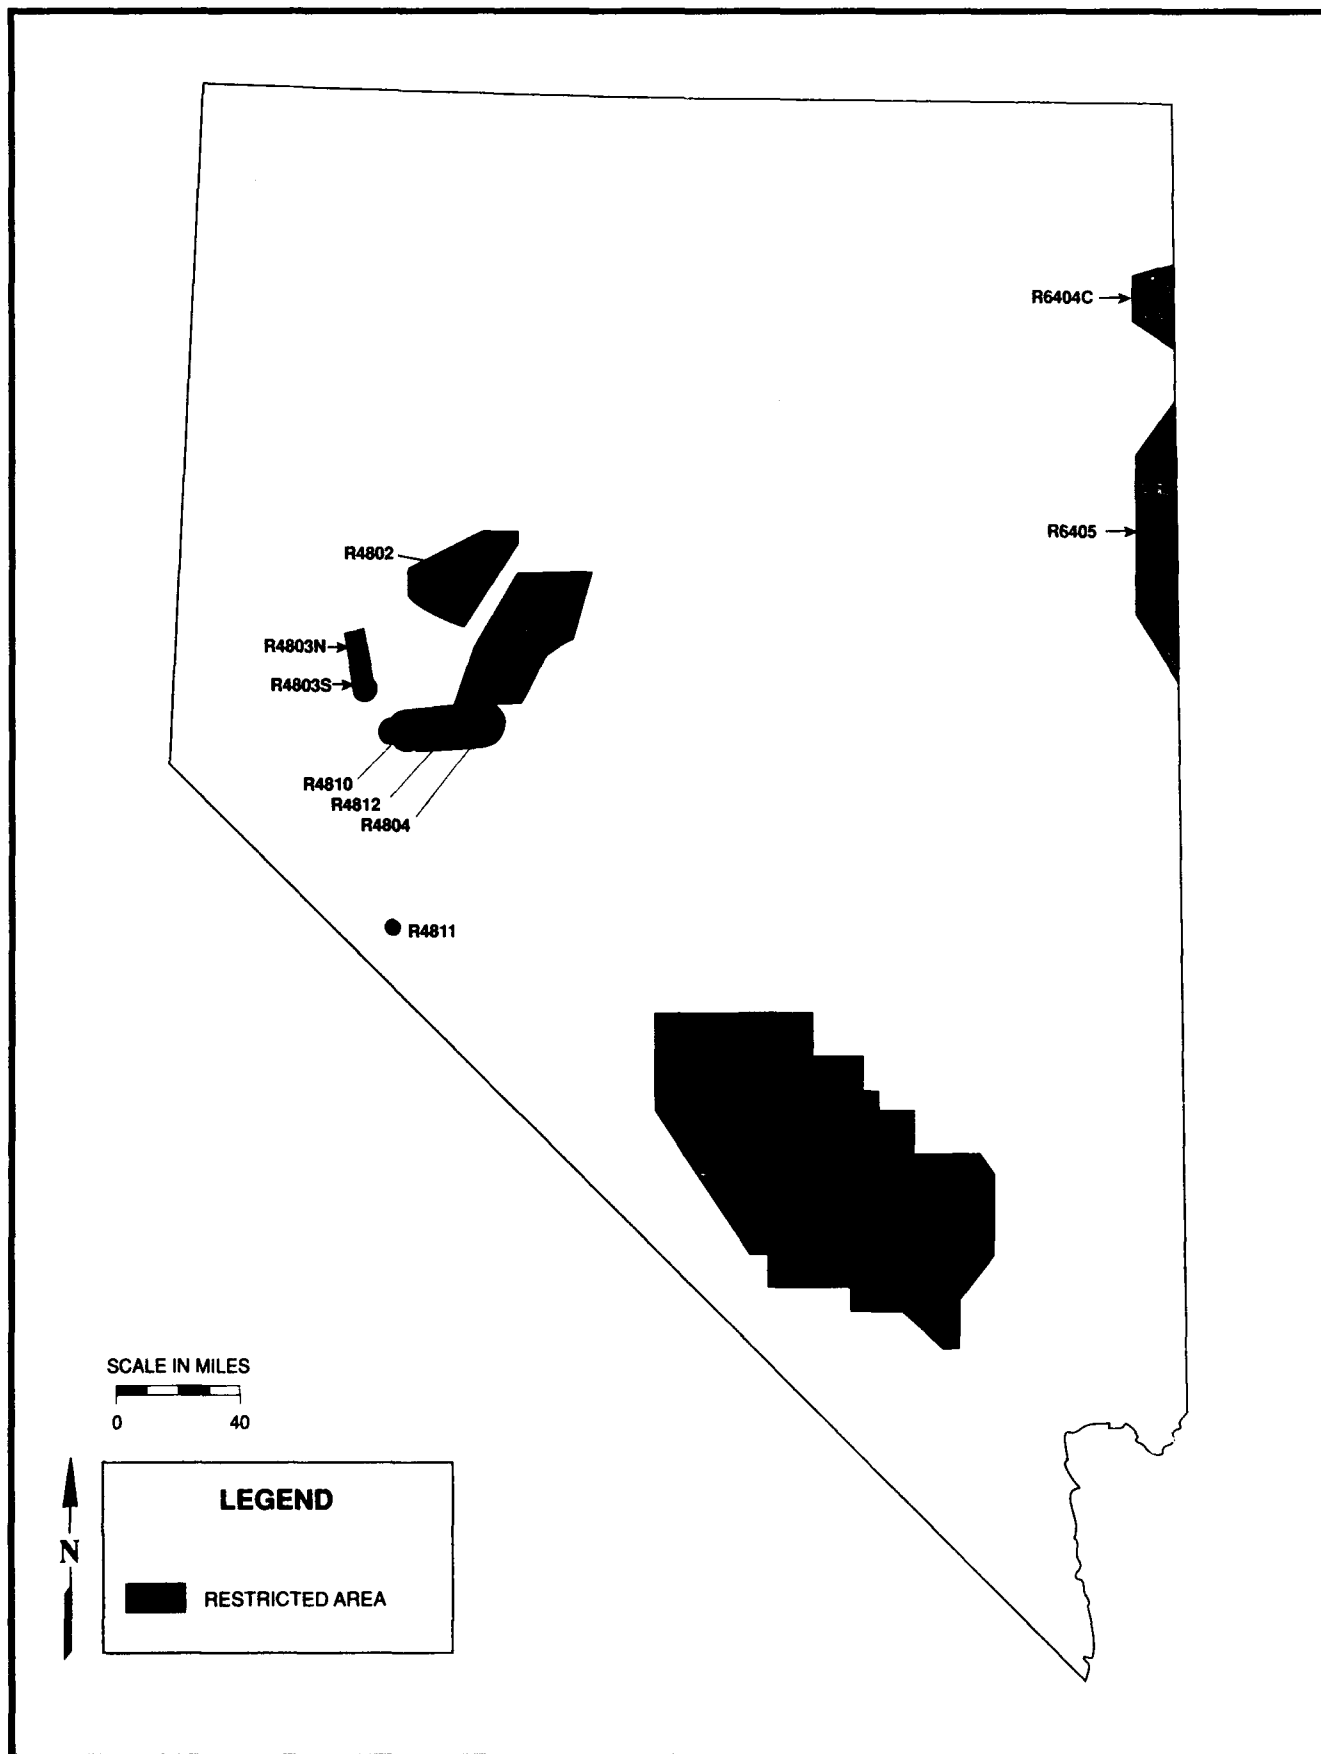 R6404C
R6405
R4802
R4803N
R4803S
R4810
R4812
R4804
R4811
SCALE IN MILES
0 40
LEGEND
N
RESTRICTED AREA